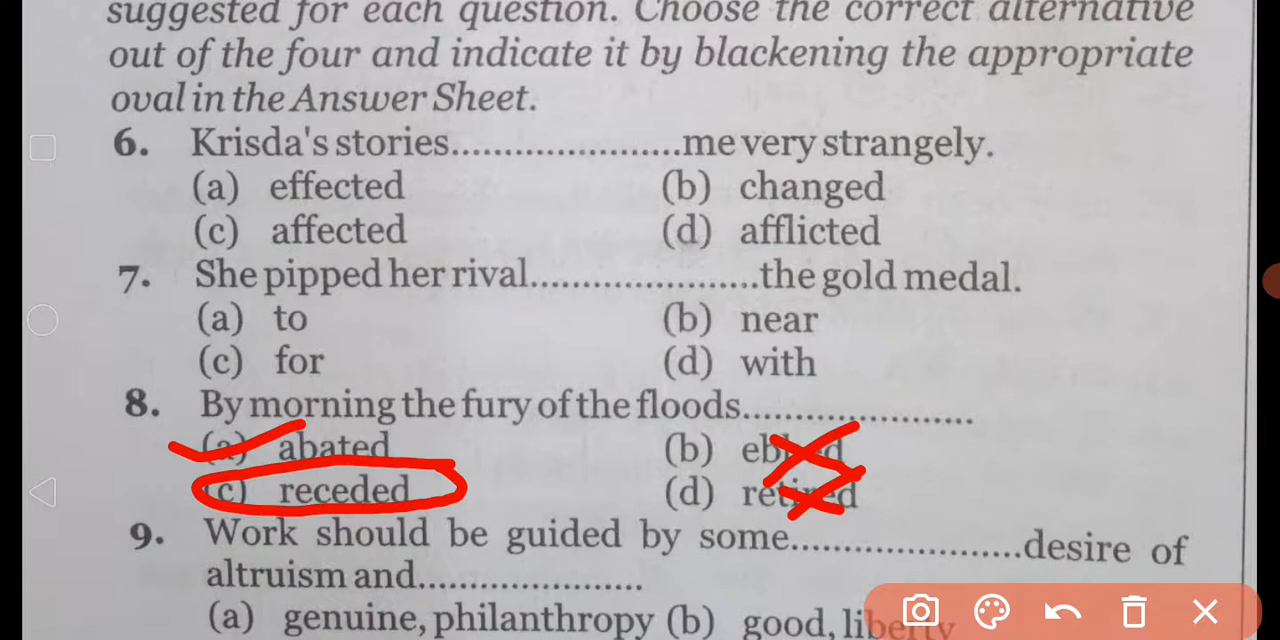 suggested for each question. Choose the correct alternative
out of the four and indicate it by blackening the appropriate
oval in the Answer Sheet.
6. Krisda's stories......................me very strangely.
(a) effected (b) changed
(c) affected (d) afflicted
7. She pipped her rival......................the gold medal.
(a) to (b) near
(c) for (d) with
8. By morning the fury of the floods......................
(a) abated (b) ebbed
(c) receded (d) retired
9. Work should be guided by some......................desire of
altruism and......................
(a) genuine, philanthropy (b) good, liberty